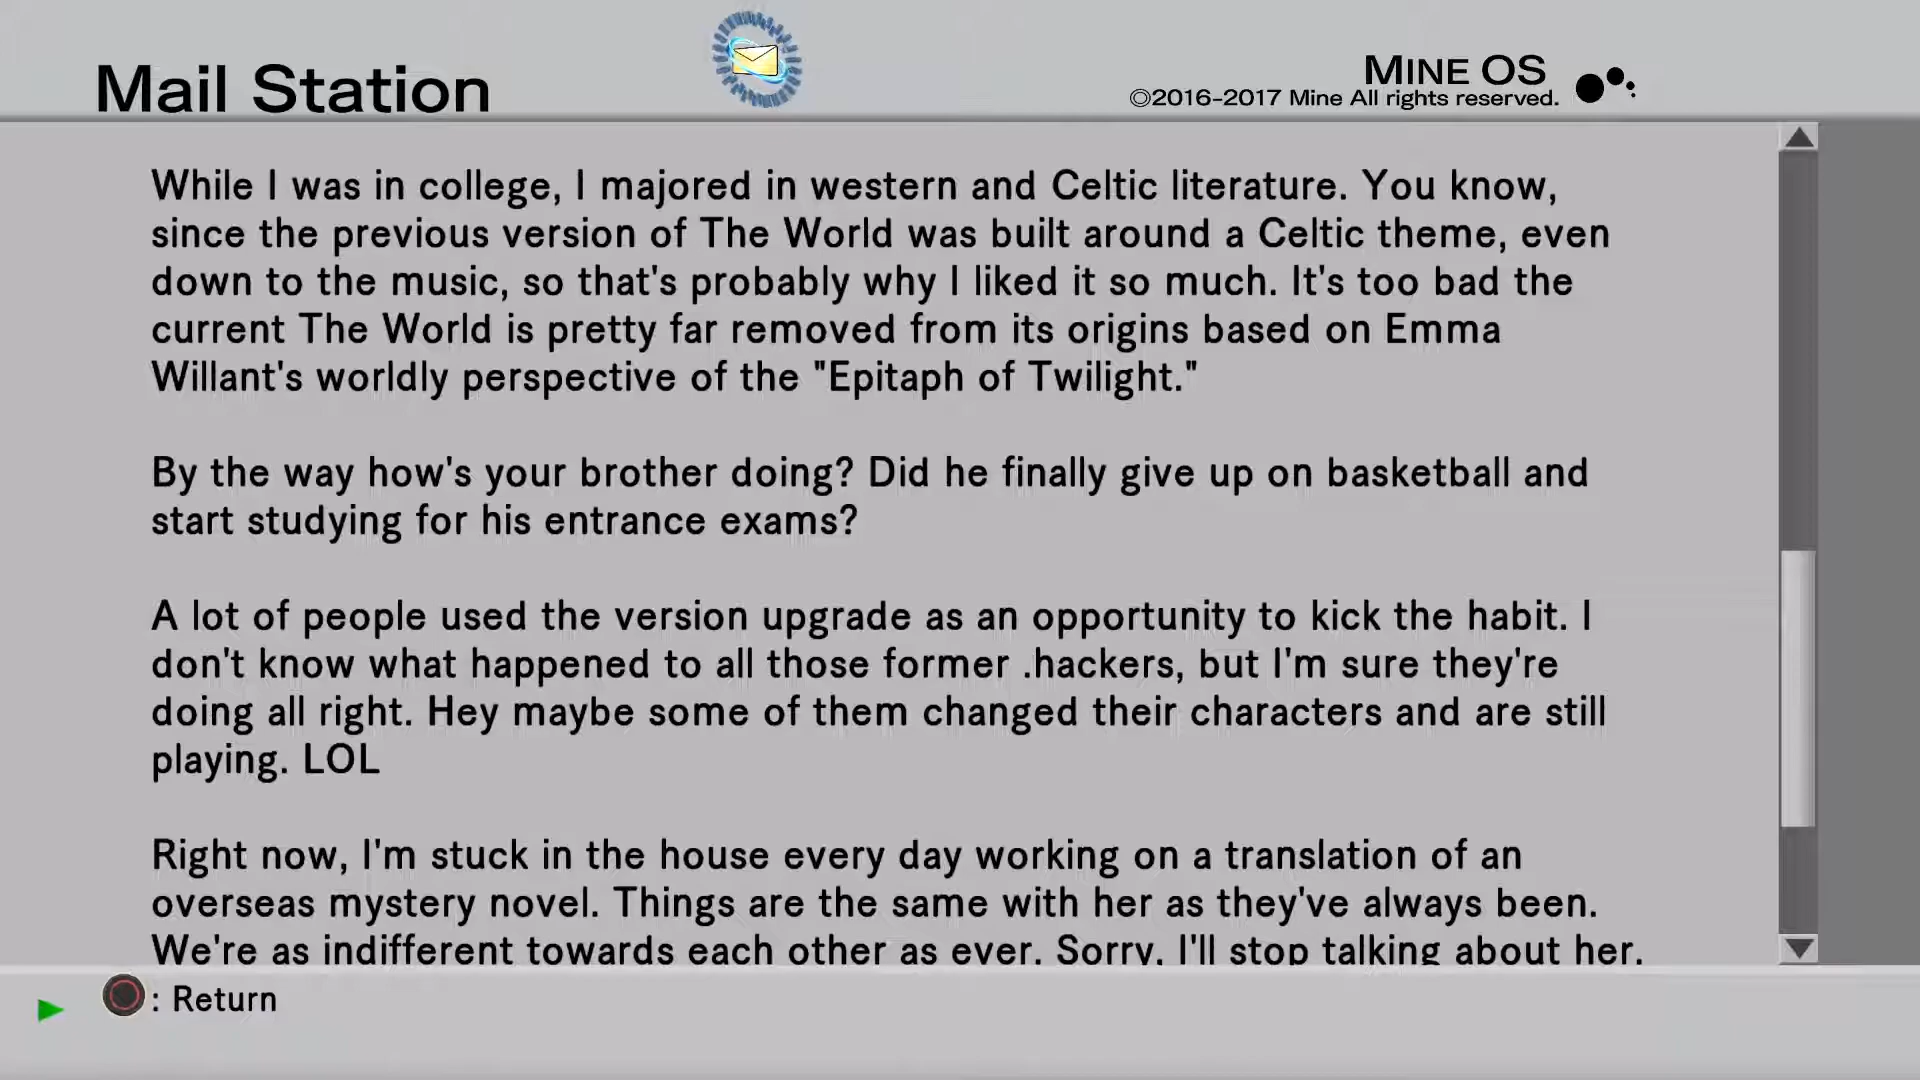 Mail Station
MINE OS
©2016-2017 Mine All rights reserved.
While I was in college, I majored in western and Celtic literature. You know,
since the previous version of The World was built around a Celtic theme, even
down to the music, so that's probably why I liked it so much. It's too bad the
current The World is pretty far removed from its origins based on Emma
Willant's worldly perspective of the "Epitaph of Twilight."
By the way how's your brother doing? Did he finally give up on basketball and
start studying for his entrance exams?
A lot of people used the version upgrade as an opportunity to kick the habit. I
don't know what happened to all those former .hackers, but I'm sure they're
doing all right. Hey maybe some of them changed their characters and are still
playing. LOL
Right now, I'm stuck in the house every day working on a translation of an
overseas mystery novel. Things are the same with her as they've always been.
We're as indifferent towards each other as ever. Sorry, I'll stop talking about her.
: Return